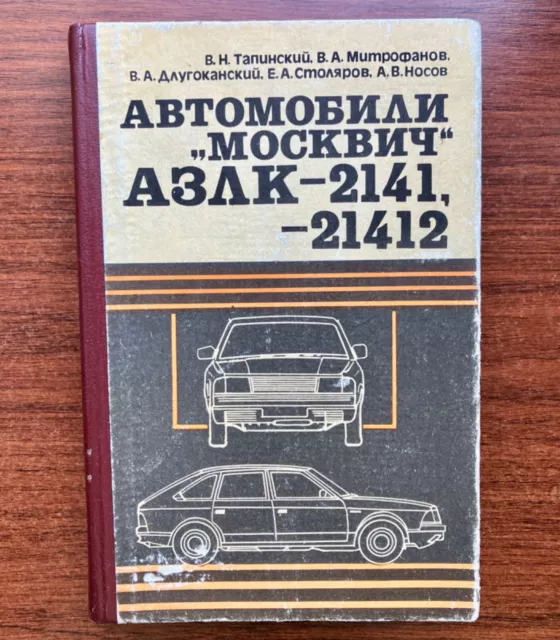 В. Н. Тапинский, В. А. Митрофанов,
В. А. Длугоканский, Е. А. Столяров, А. В. Носов
АВТОМОБИЛИ
„МОСКВИЧ“
АЗЛК–2141,
–21412